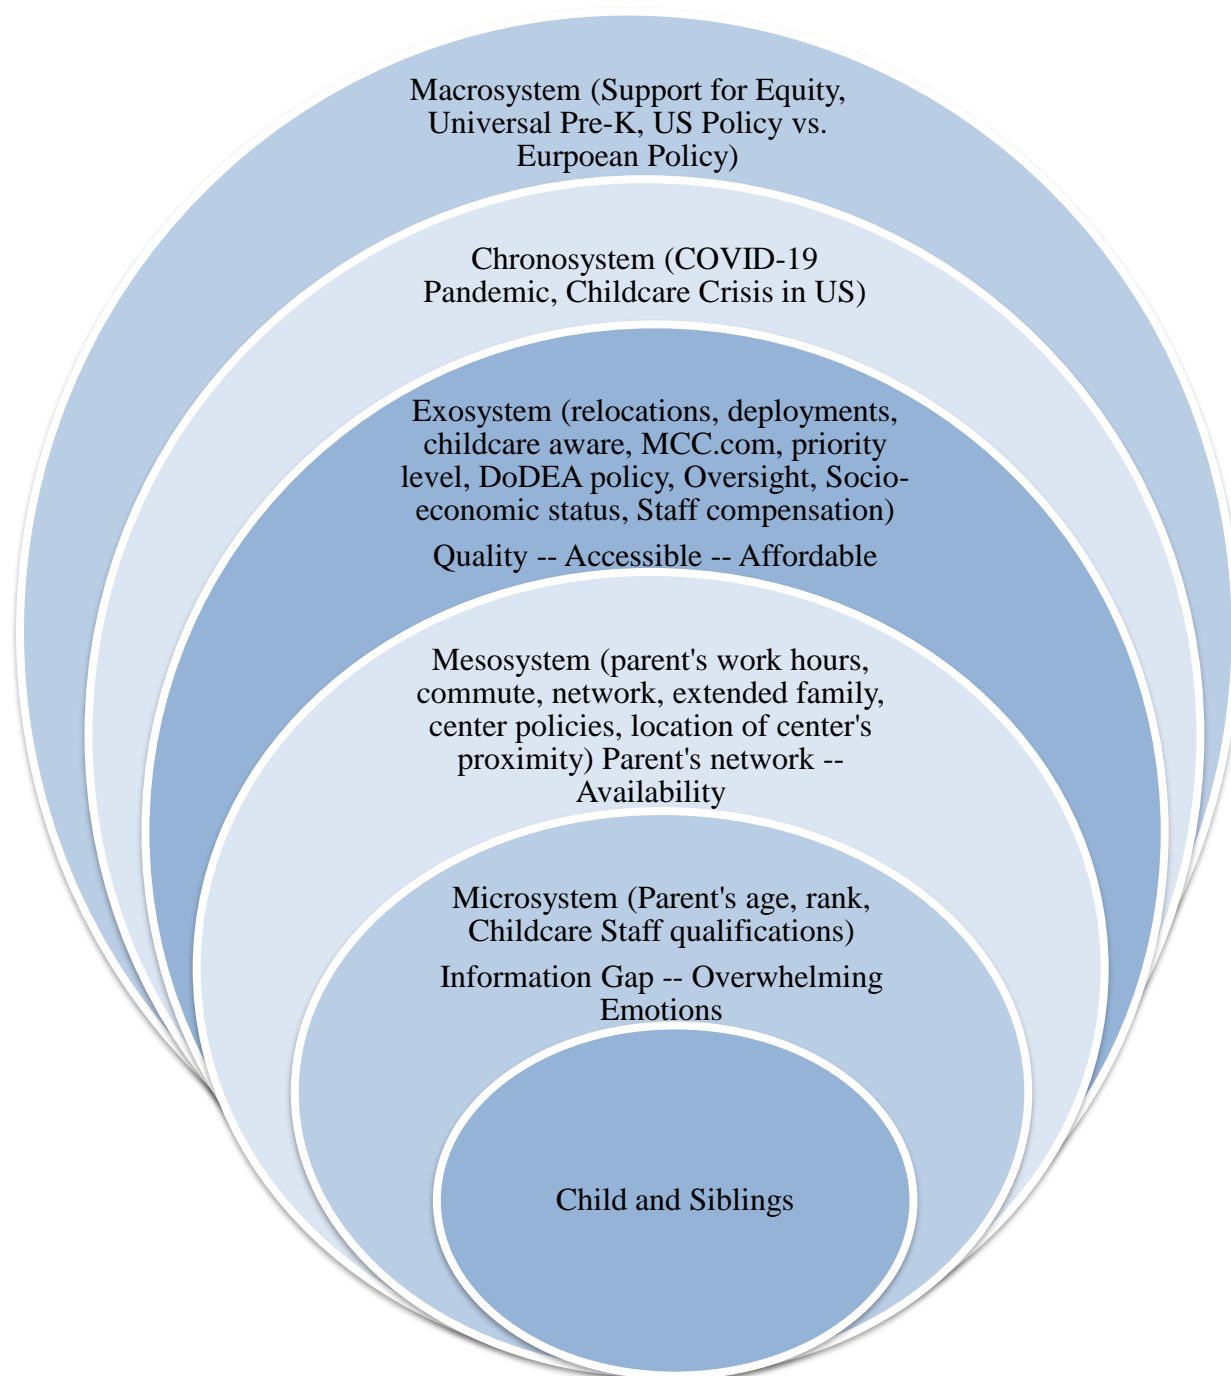 Macrosystem (Support for Equity,
Universal Pre-K, US Policy vs.
Eurpoean Policy)
Chronosystem (COVID-19
Pandemic, Childcare Crisis in US)
Exosystem (relocations, deployments,
childcare aware, MCC.com, priority
level, DoDEA policy, Oversight, Socio-
economic status, Staff compensation)
Quality -- Accessible -- Affordable
Mesosystem (parent's work hours,
commute, network, extended family,
center policies, location of center's
proximity) Parent's network --
Availability
Microsystem (Parent's age, rank,
Childcare Staff qualifications)
Information Gap -- Overwhelming
Emotions
Child and Siblings